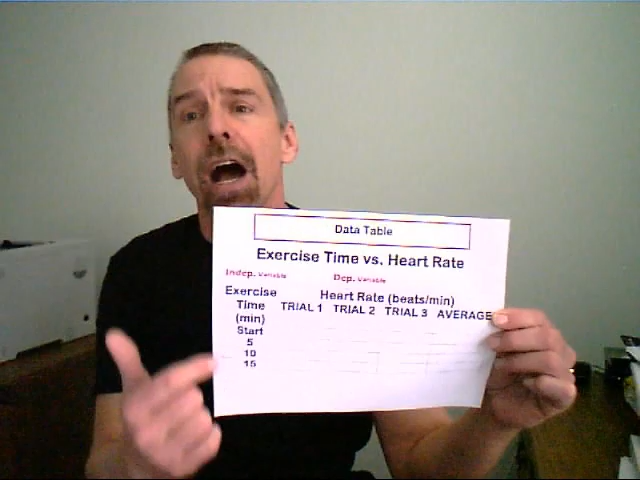 Data Table
Exercise Time vs. Heart Rate
Indep. Variable Dep. Variable
Exercise Heart Rate (beats/min)
Time TRIAL 1 TRIAL 2 TRIAL 3 AVERAGE
(min)
Start
5
10
15